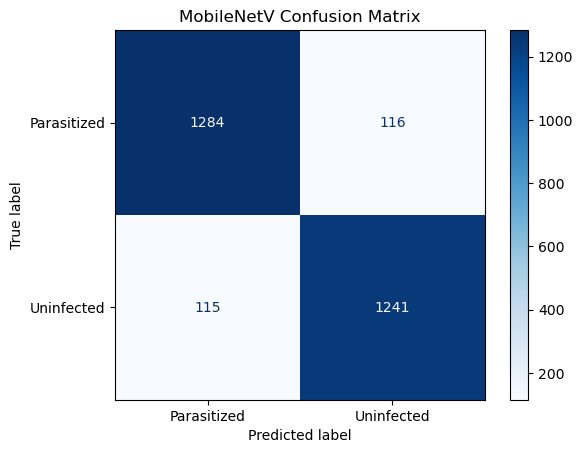 MobileNetV Confusion Matrix
True label
Parasitized
Uninfected
1284
116
115
1241
Parasitized
Uninfected
Predicted label
1200
1000
800
600
400
200